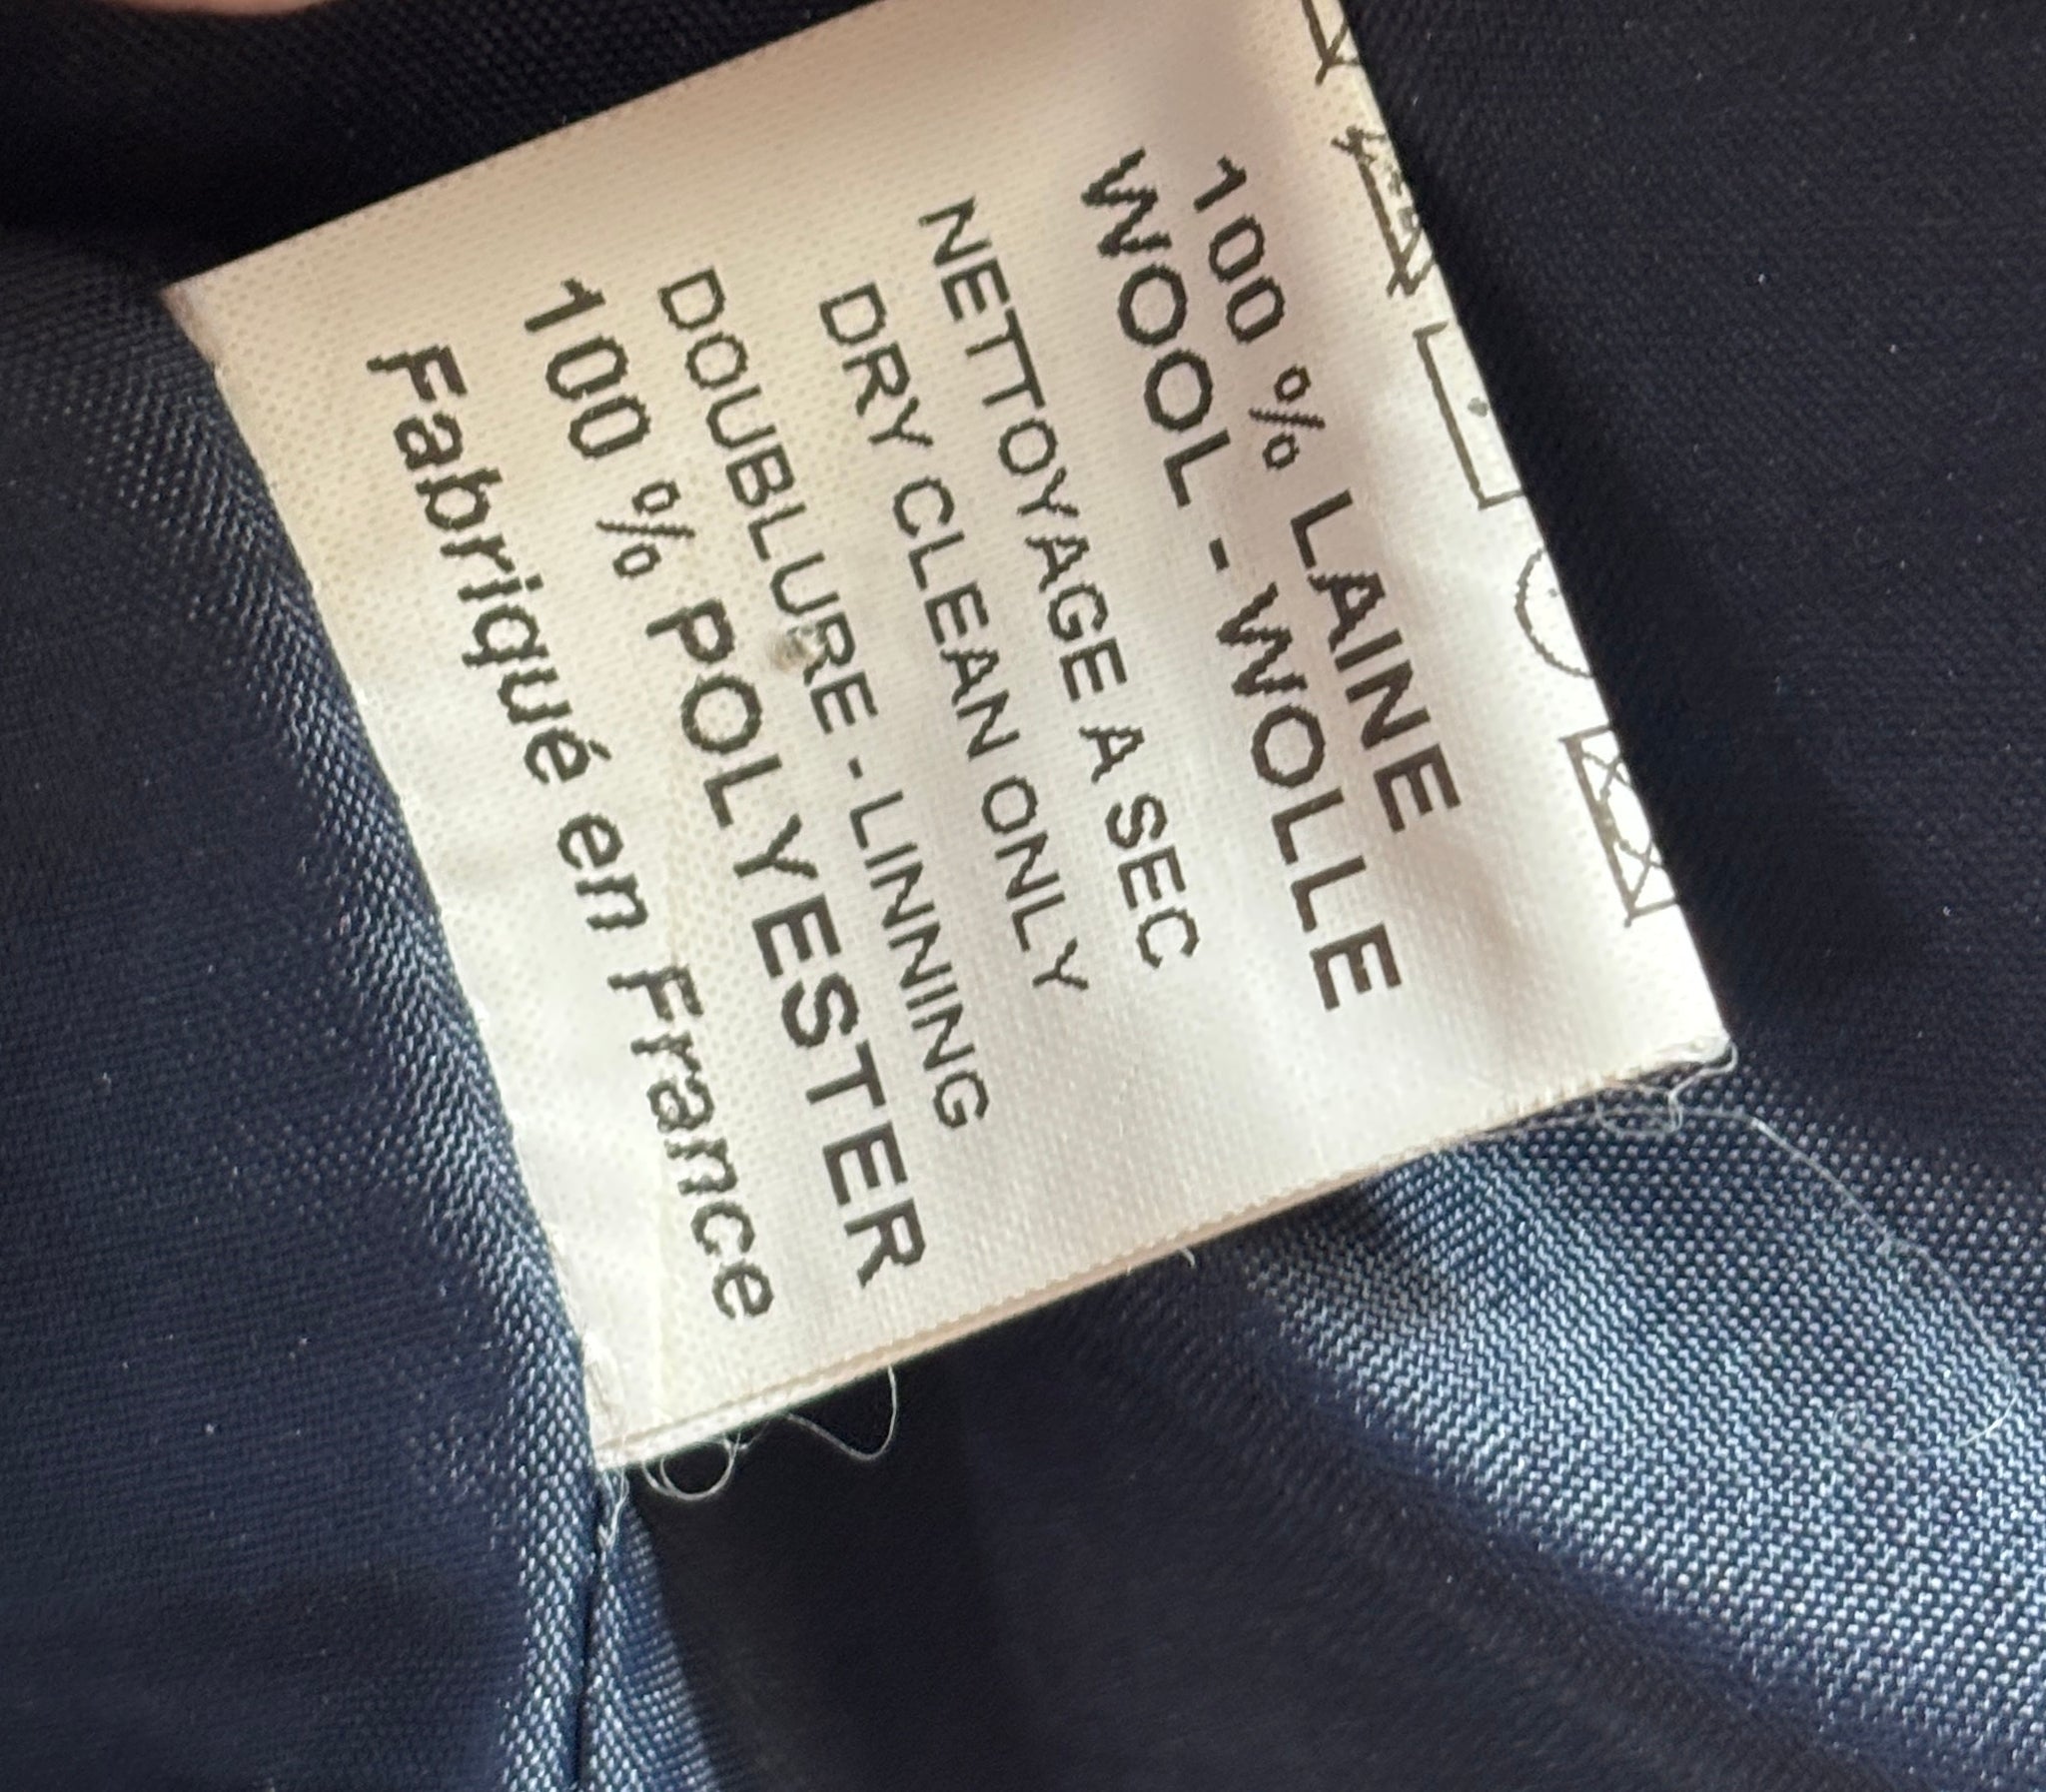 100 % LAINE
WOOL - WOLLE
NETTOYAGE A SEC
DRY CLEAN ONLY
DOUBLURE - LINNING
100 % POLYESTER
Fabriqué en France